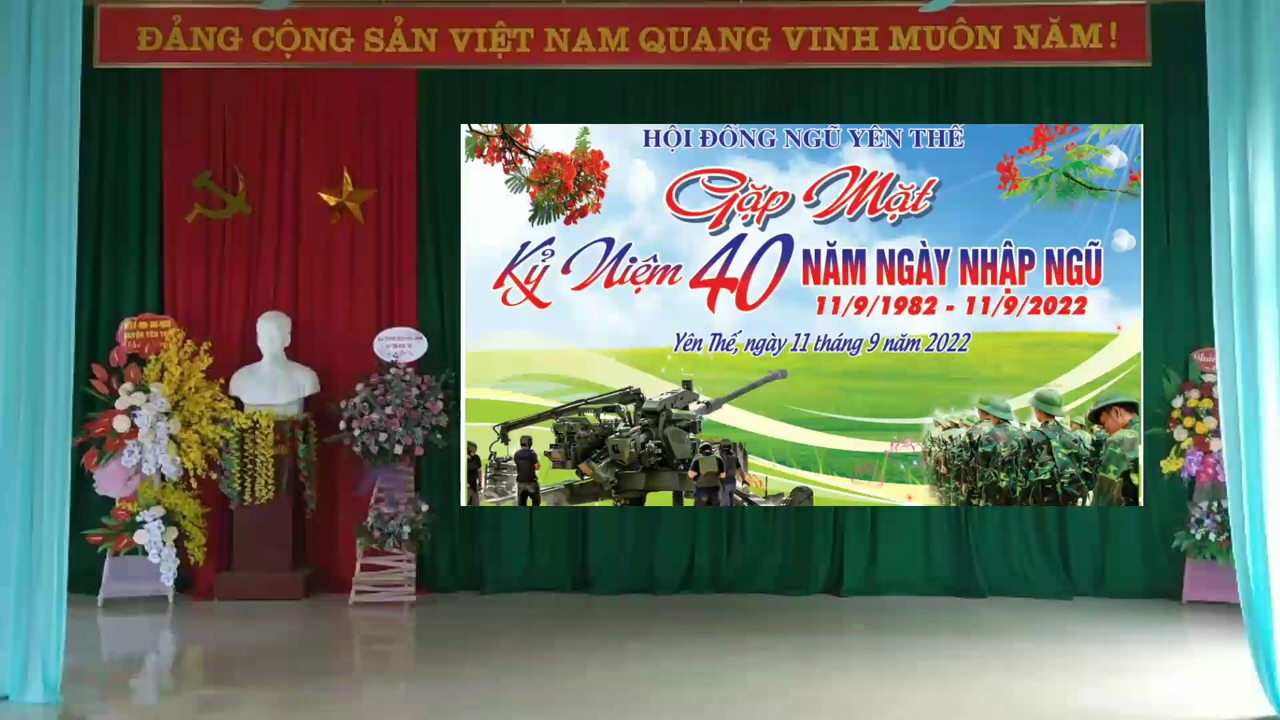 ĐẢNG CỘNG SẢN VIỆT NAM QUANG VINH MUÔN NĂM!
HỘI ĐỒNG NGŨ YÊN THẾ
Gặp Mặt
Kỷ Niệm 40 NĂM NGÀY NHẬP NGŨ
11/9/1982 - 11/9/2022
Yên Thế, ngày 11 tháng 9 năm 2022